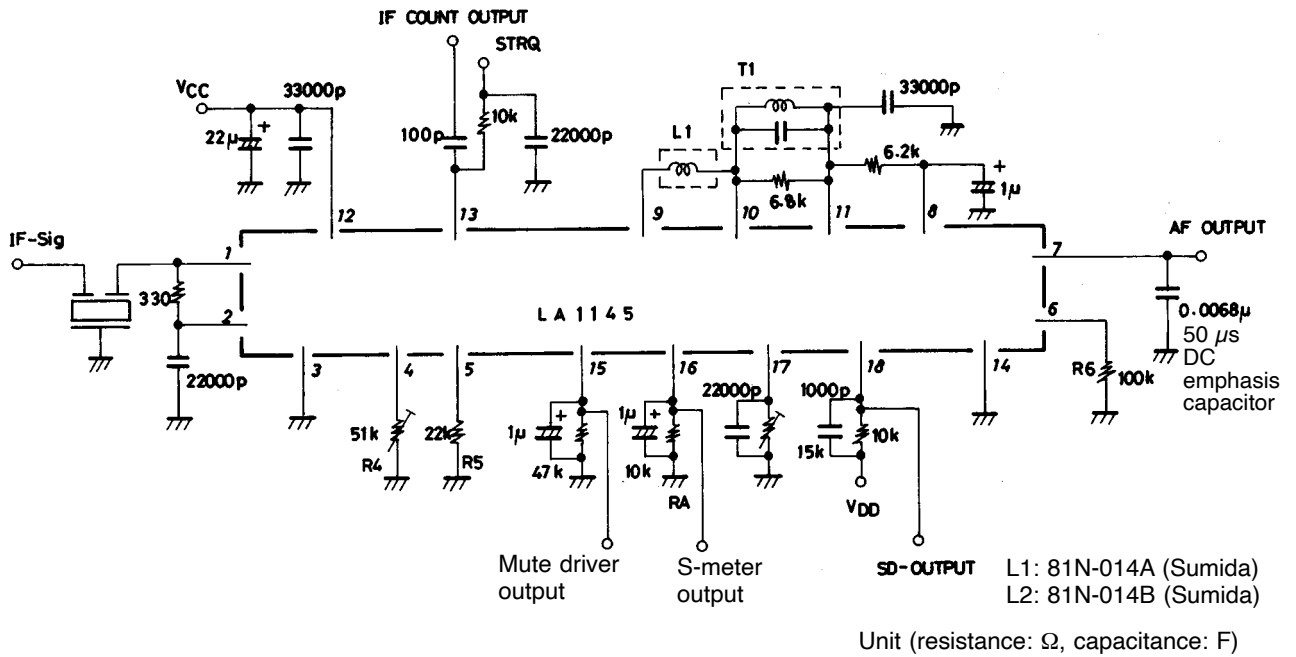 IF COUNT OUTPUT
STRQ
T1
VCC
33000p
22μ
+
100p
10k
22000p
L1
33000p
6.2k
+
1μ
6.8k
12
13
9
10
11
8
IF-Sig
1
330
2
22000p
LA1145
7
AF OUTPUT
0.0068μ
50 μs
DC
emphasis
capacitor
6
R6
100k
3
4
5
15
16
17
18
14
51k
R4
22k
R5
1μ
+
47k
1μ
+
10k
RA
22000p
1000p
15k
10k
VDD
Mute driver
output
S-meter
output
SD-OUTPUT
L1: 81N-014A (Sumida)
L2: 81N-014B (Sumida)
Unit (resistance: Ω, capacitance: F)